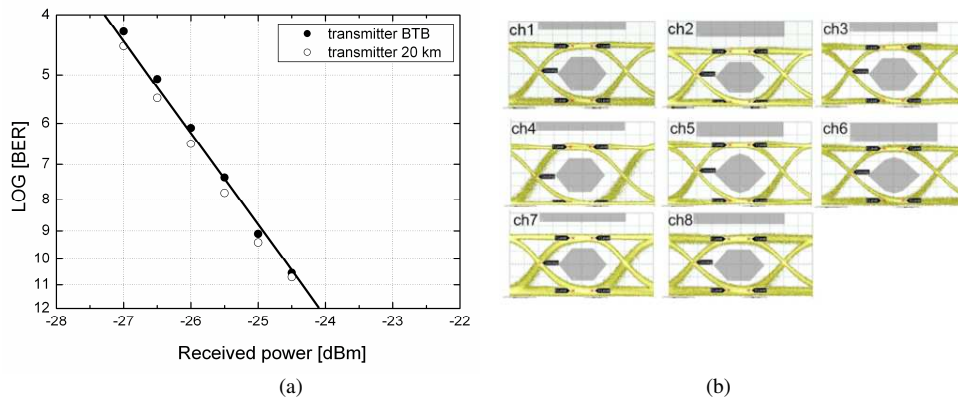 4
5
6
7
8
9
10
11
12
LOG [BER]
transmitter BTB
transmitter 20 km
-28 -27 -26 -25 -24 -23 -22
Received power [dBm]
(a)
ch1 ch2 ch3
ch4 ch5 ch6
ch7 ch8
(b)